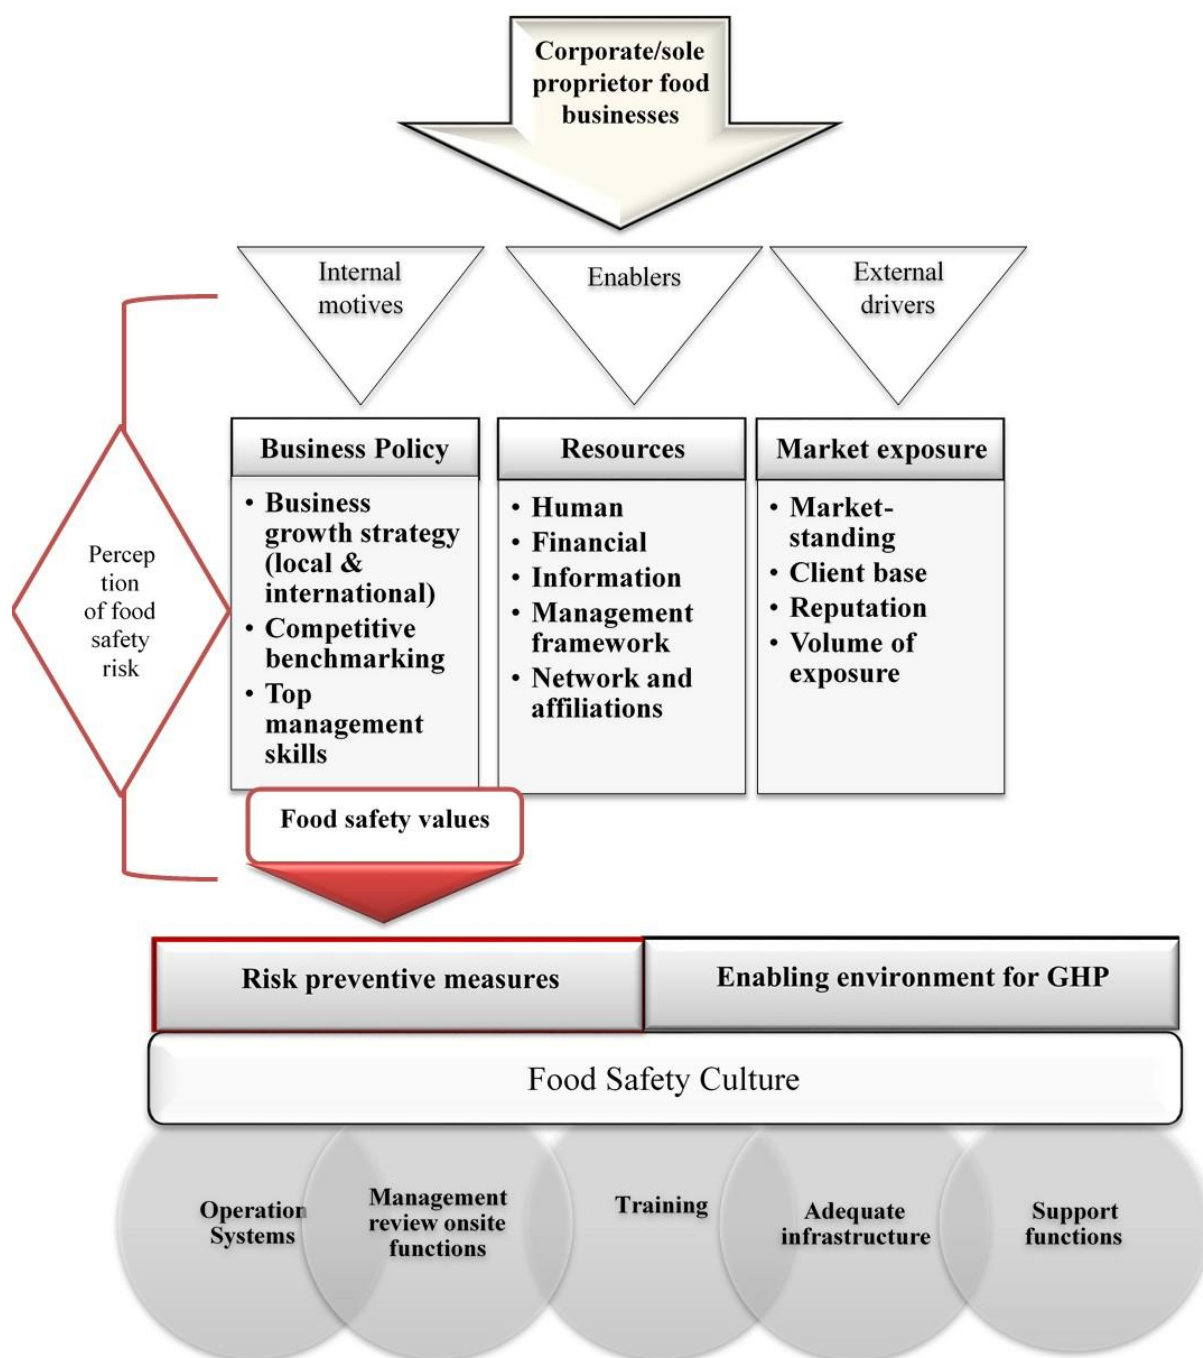 Corporate/sole
proprietor food
businesses
Internal
motives
Enablers
External
drivers
Percep
tion
of food
safety
risk
Business Policy
• Business
growth strategy
(local &
international)
• Competitive
benchmarking
• Top
management
skills
Resources
• Human
• Financial
• Information
• Management
framework
• Network and
affiliations
Market exposure
• Market-
standing
• Client base
• Reputation
• Volume of
exposure
Food safety values
Risk preventive measures
Enabling environment for GHP
Food Safety Culture
Operation
Systems
Management
review onsite
functions
Training
Adequate
infrastructure
Support
functions